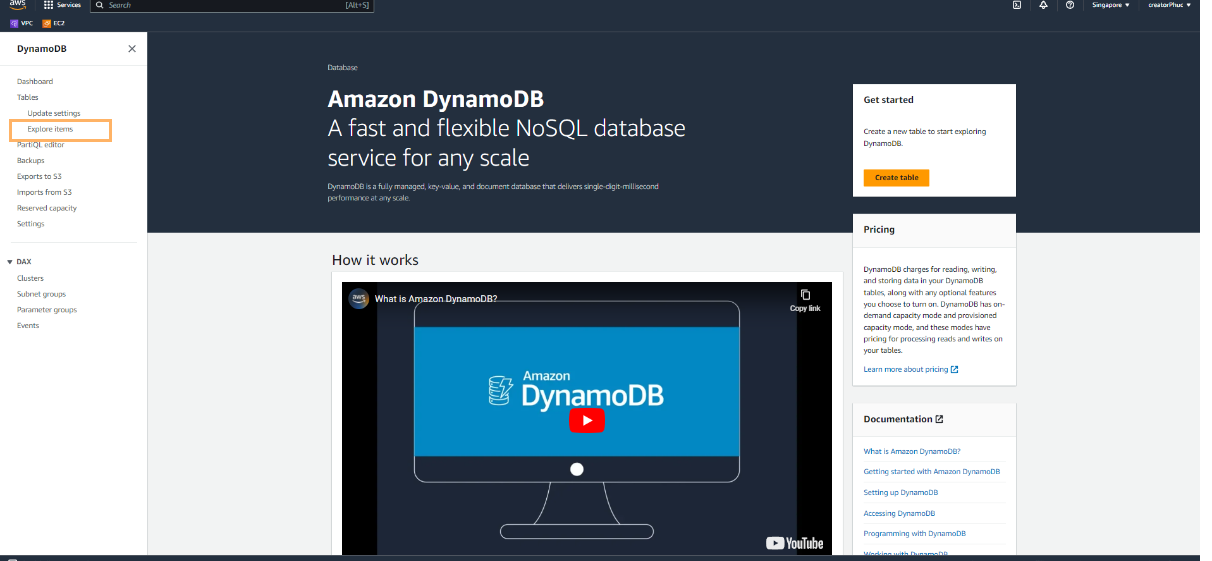 aws
Services
Search
[Alt+S]
Singapore
creatorPhuc
VPC
EC2
DynamoDB
Dashboard
Tables
Update settings
Explore items
PartiQL editor
Backups
Exports to S3
Imports from S3
Reserved capacity
Settings
DAX
Clusters
Subnet groups
Parameter groups
Events
Database
Amazon DynamoDB
A fast and flexible NoSQL database
service for any scale
DynamoDB is a fully managed, key-value, and document database that delivers single-digit-millisecond
performance at any scale.
How it works
aws
What is Amazon DynamoDB?
Copy link
Amazon
DynamoDB
YouTube
Get started
Create a new table to start exploring
DynamoDB.
Create table
Pricing
DynamoDB charges for reading, writing,
and storing data in your DynamoDB
tables, along with any optional features
you choose to turn on. DynamoDB has on-
demand capacity mode and provisioned
capacity mode, and these modes have
pricing for processing reads and writes on
your tables.
Learn more about pricing
Documentation
What is Amazon DynamoDB?
Getting started with Amazon DynamoDB
Setting up DynamoDB
Accessing DynamoDB
Programming with DynamoDB
Working with DynamoDB